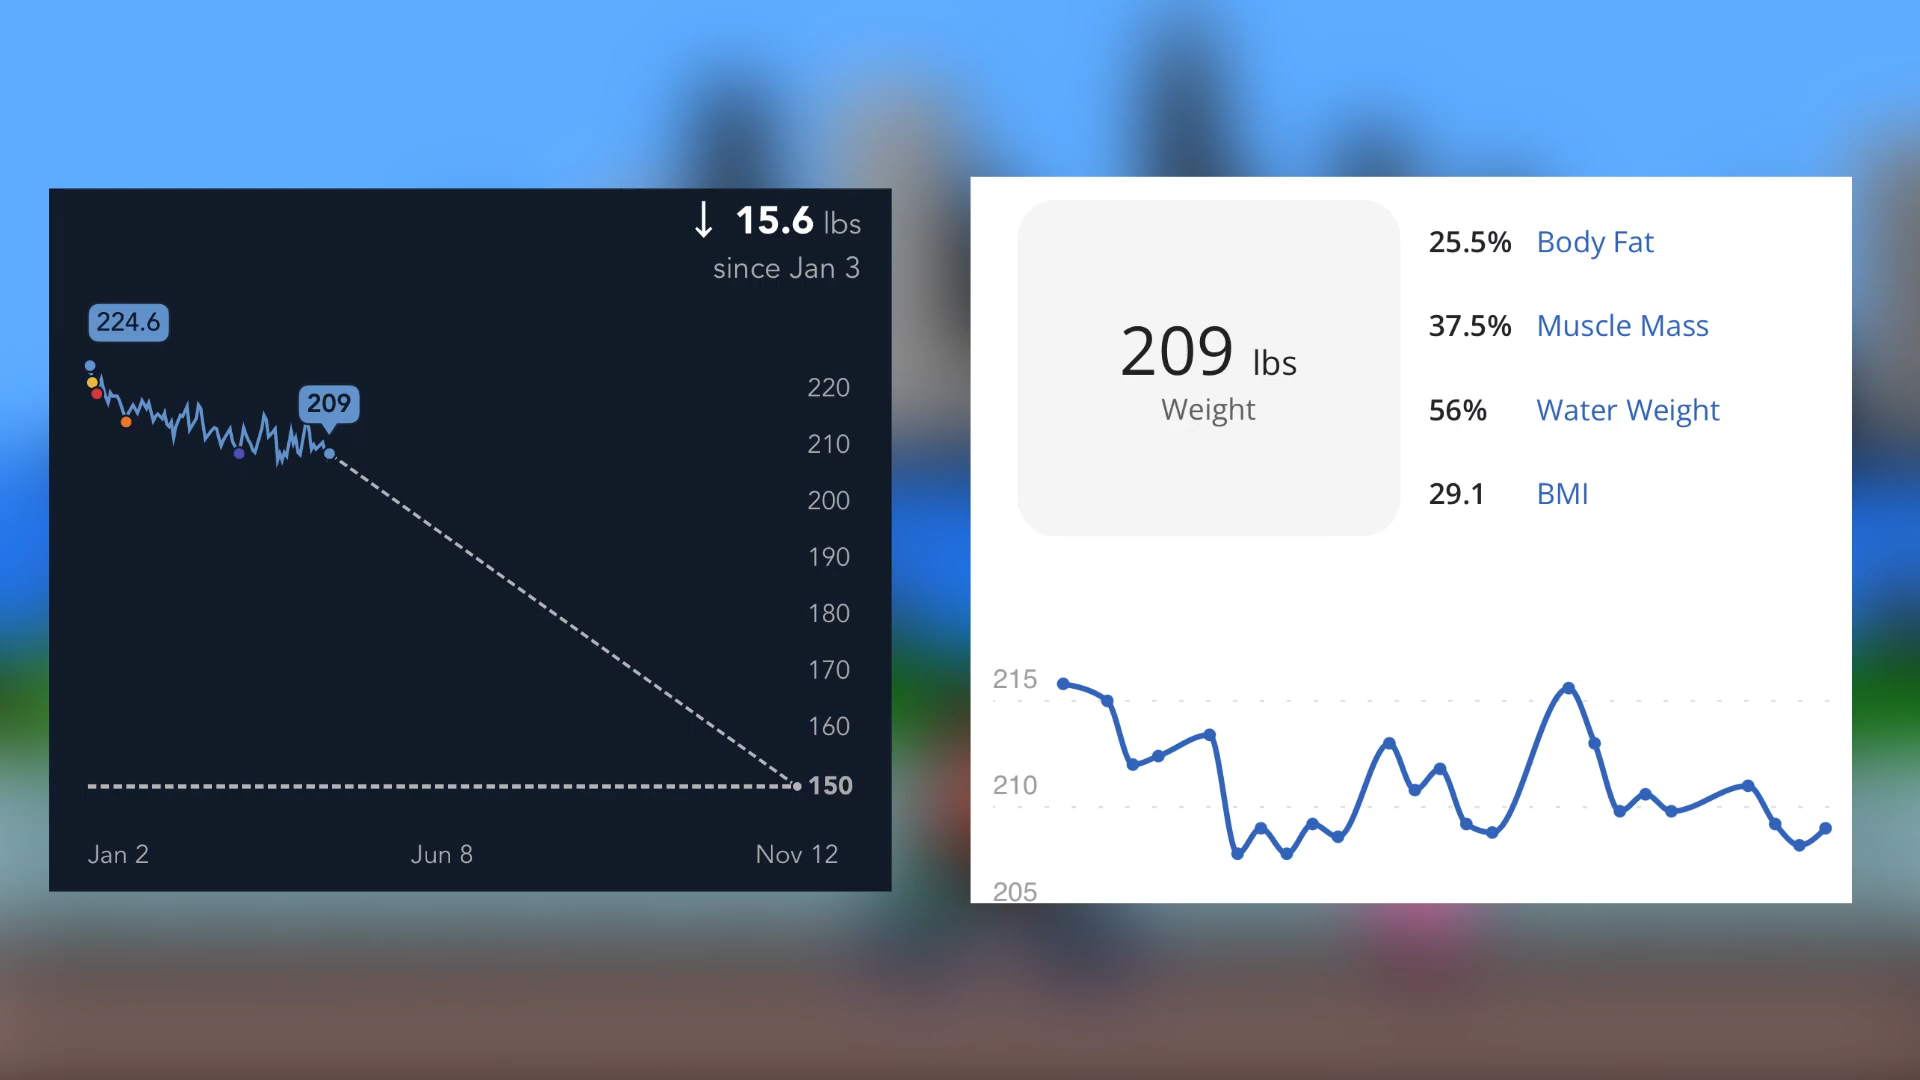 ↓ 15.6 lbs
since Jan 3
224.6
209
220
210
200
190
180
170
160
150
Jan 2 Jun 8 Nov 12
209 lbs
Weight
25.5% Body Fat
37.5% Muscle Mass
56% Water Weight
29.1 BMI
215
210
205